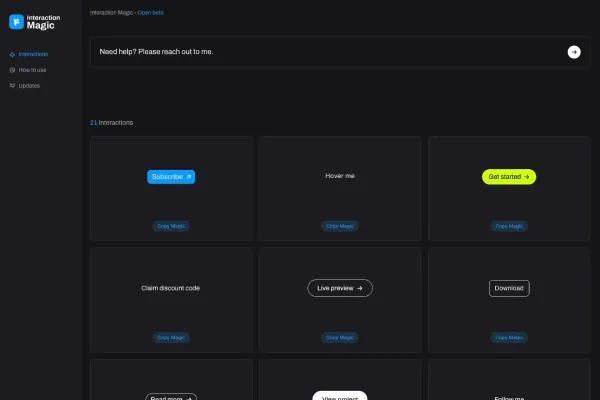 Interaction
Magic
Interactions
How to use
Updates
Interaction Magic - Open beta
Need help? Please reach out to me.
21 Interactions
Subscribe
Hover me
Get started
Copy Magic
Copy Magic
Copy Magic
Claim discount code
Live preview
Download
Copy Magic
Copy Magic
Copy Magic
Read more
View project
Follow me